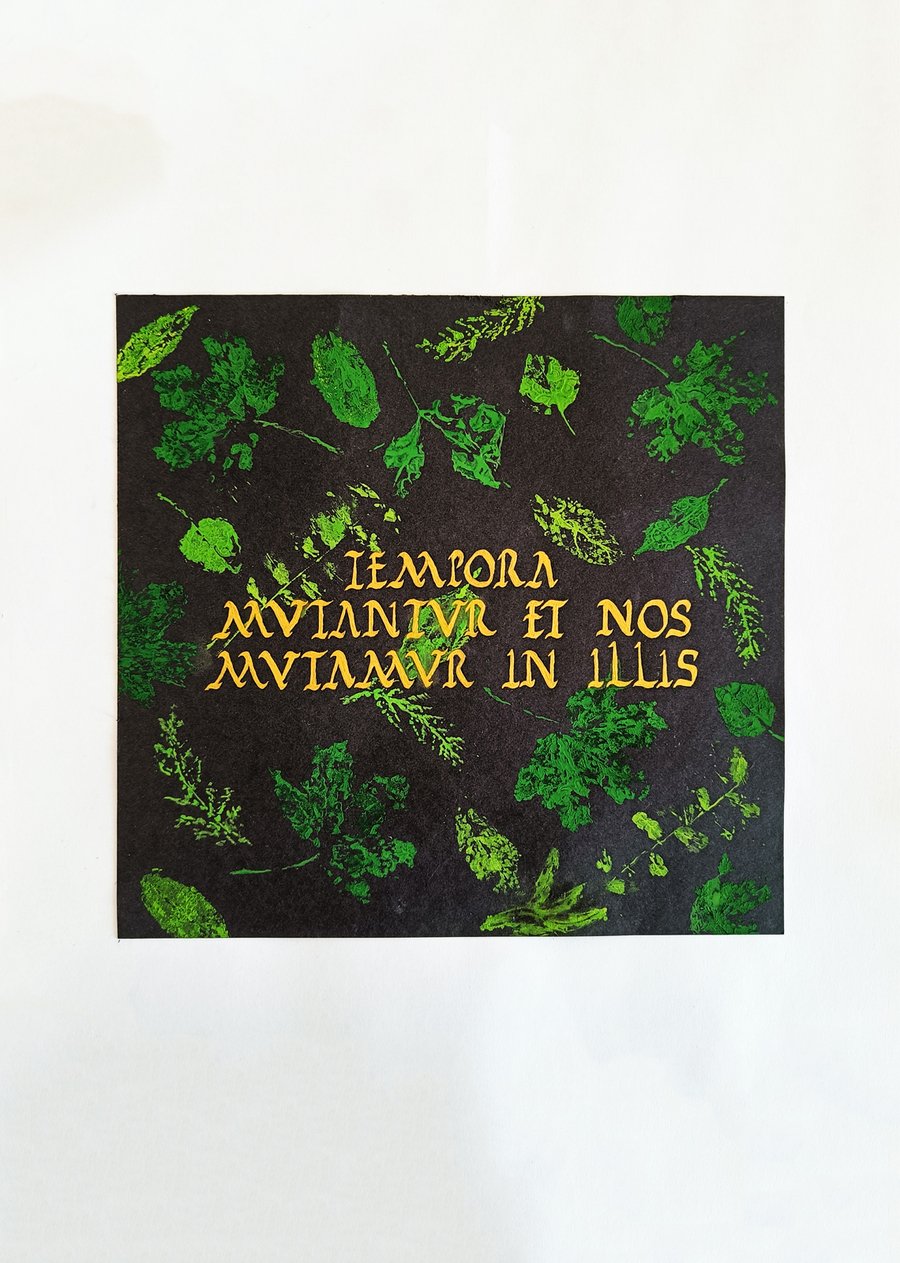 TEMPORA
MVTANTVR ET NOS
MVTAMVR IN ILLIS